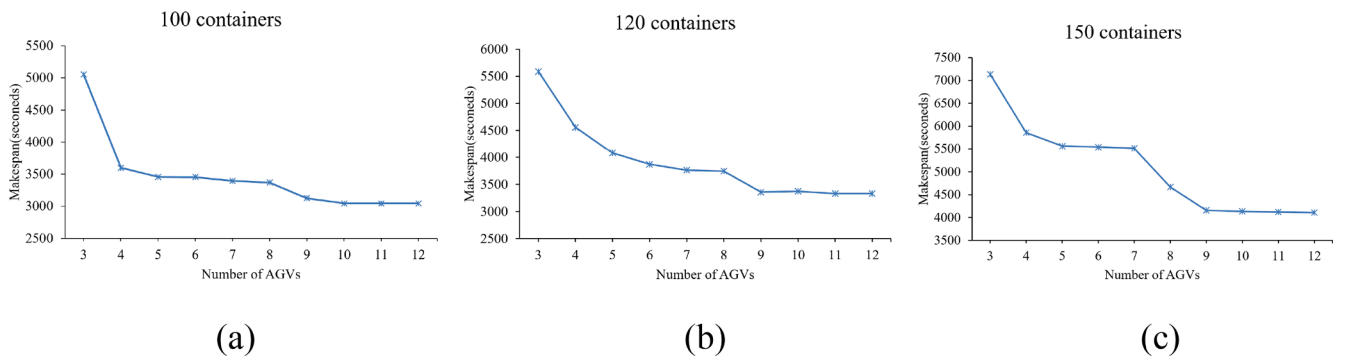 100 containers
5500
5000
4500
4000
3500
3000
2500
Makespan(seconeds)
3 4 5 6 7 8 9 10 11 12
Number of AGVs
(a)
120 containers
6000
5500
5000
4500
4000
3500
3000
2500
Makespan(seconeds)
3 4 5 6 7 8 9 10 11 12
Number of AGVs
(b)
150 containers
7500
7000
6500
6000
5500
5000
4500
4000
3500
Makespan(seconeds)
3 4 5 6 7 8 9 10 11 12
Number of AGVs
(c)